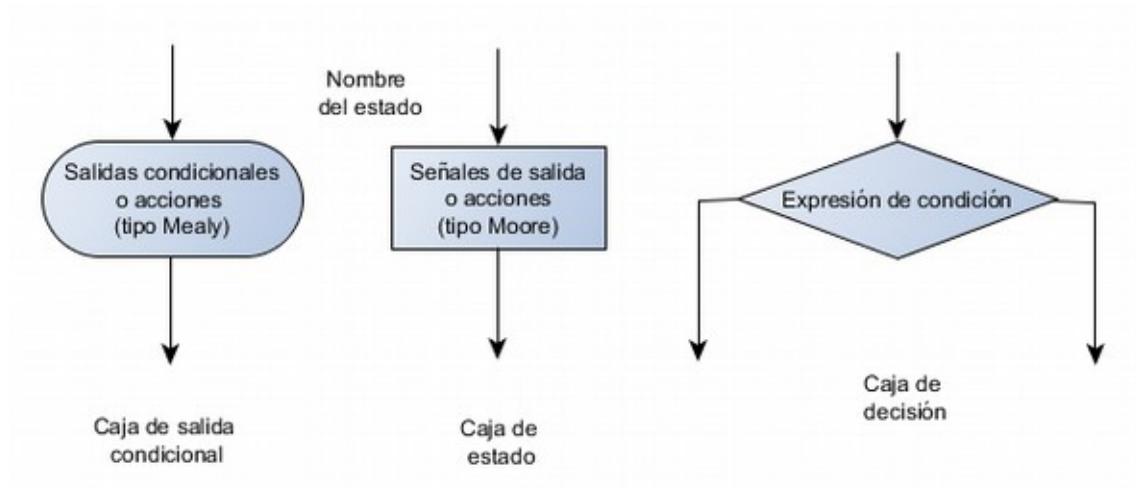 Nombre
del estado
Salidas condicionales
o acciones
(tipo Mealy)
Señales de salida
o acciones
(tipo Moore)
Expresión de condición
Caja de salida
condicional
Caja de
estado
Caja de
decisión